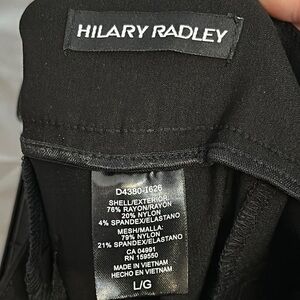 HILARY RADLEY
D4380-1626
SHELL/EXTERIOR:
76% RAYON/RAYÓN
20% NYLON
4% SPANDEX/ELASTANO
MESH/MALLA:
79% NYLON
21% SPANDEX/ELASTANO
CA 04991
RN 159550
MADE IN VIETNAM
HECHO EN VIETNAM
L/G